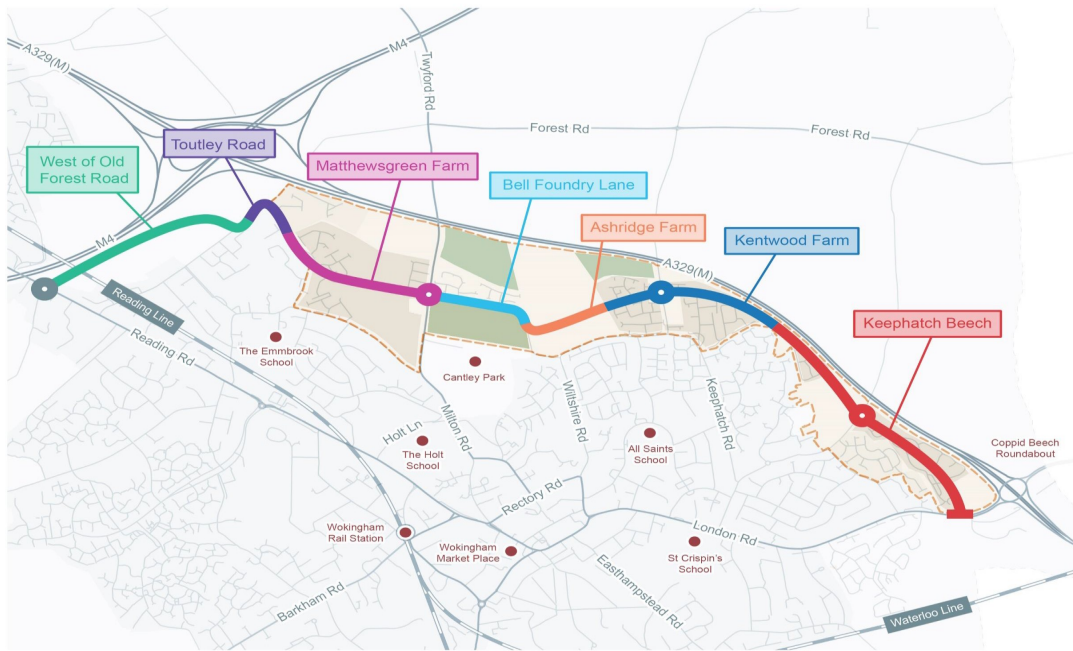 A329(M)
M4
Twyford Rd
Forest Rd
Forest Rd
Toutley Road
West of Old
Forest Road
Matthewsgreen Farm
Bell Foundry Lane
Ashridge Farm
Kentwood Farm
M4
A329(M)
Reading Line
Keephatch Beech
Reading Rd
The Emmbrook
School
Cantley Park
Wiltshire Rd
Keephatch Rd
Milton Rd
Holt Ln
The Holt
School
All Saints
School
Coppid Beech
Roundabout
Rectory Rd
London Rd
Wokingham
Rail Station
Wokingham
Market Place
St Crispin's
School
Easthampstead Rd
Barkham Rd
Waterloo Line